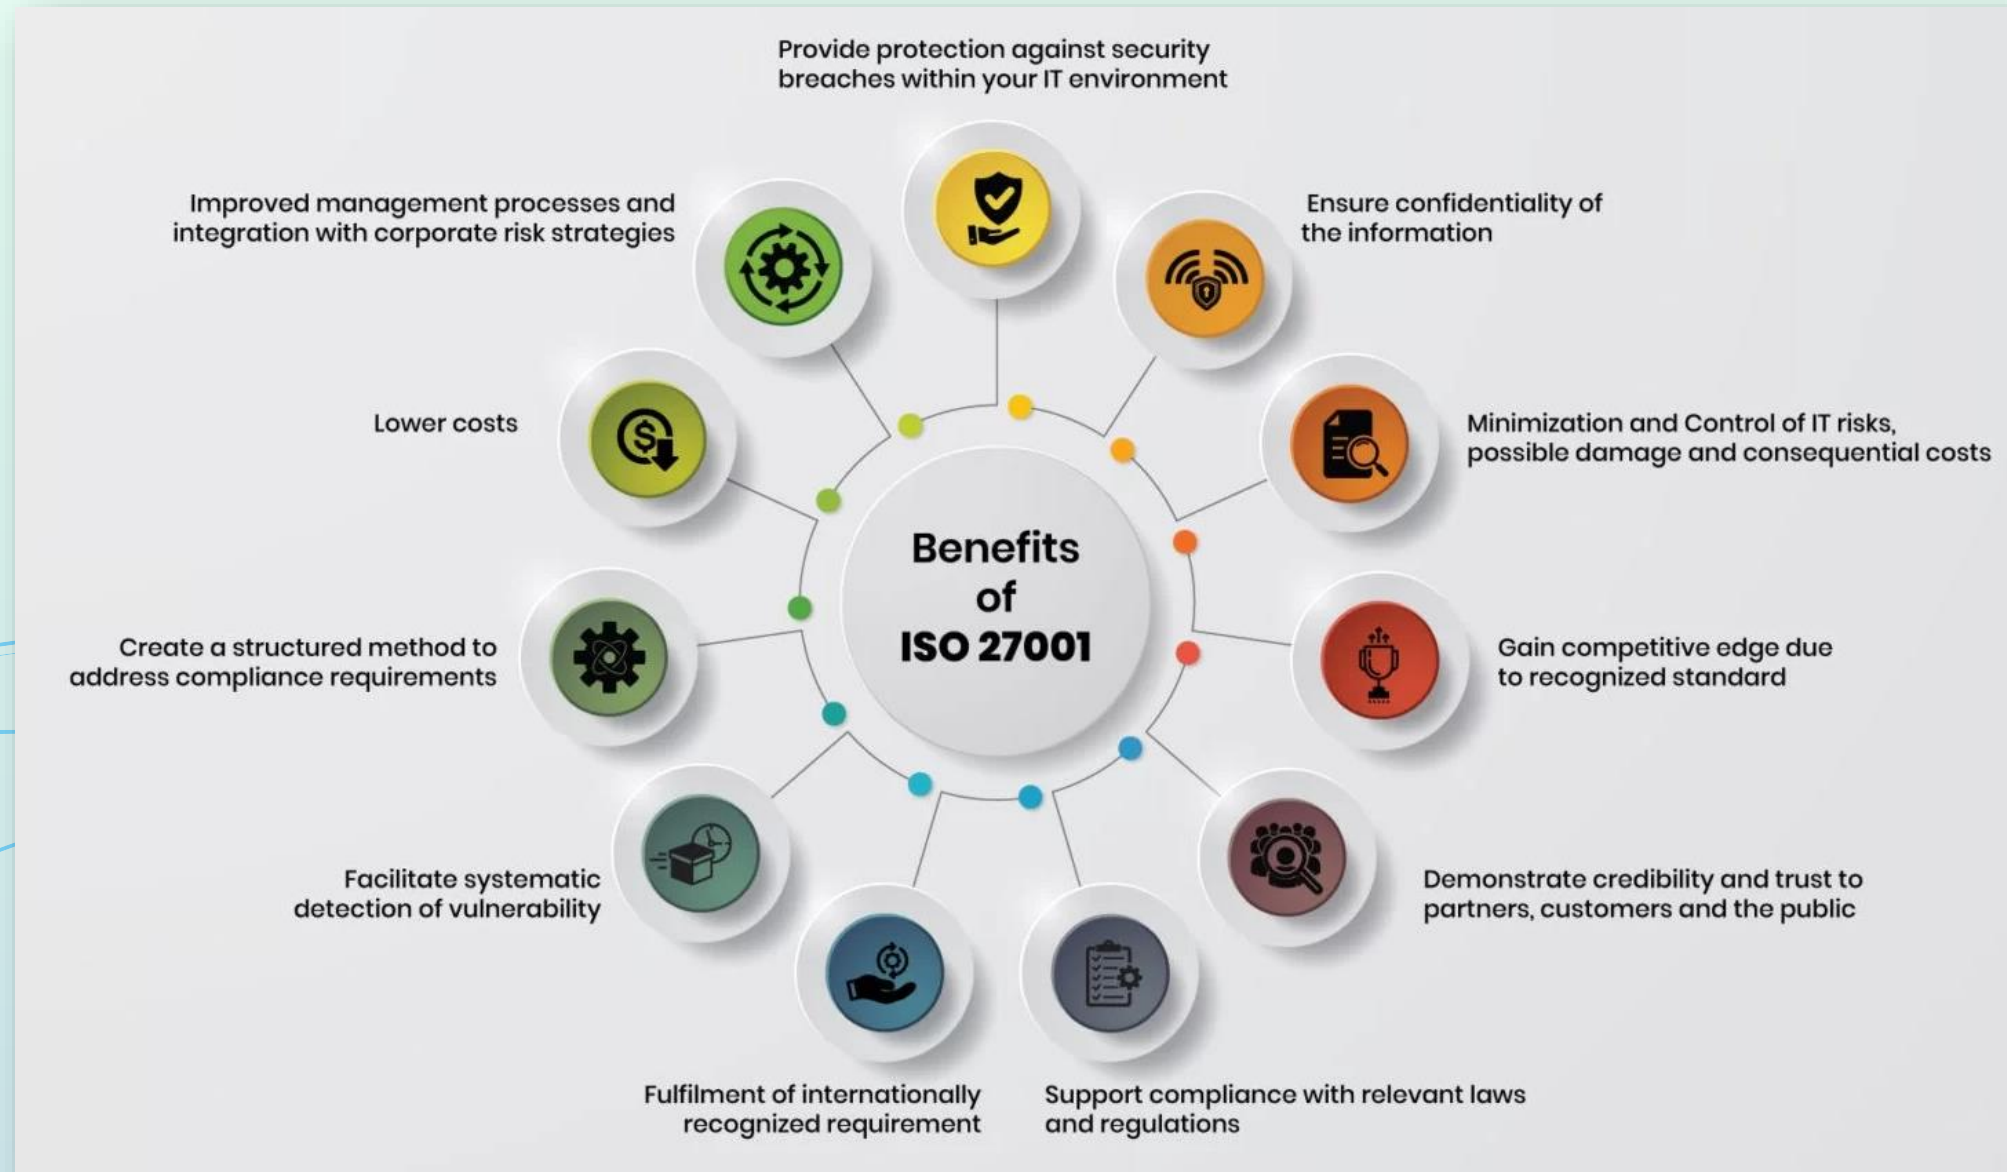 Provide protection against security
breaches within your IT environment
Improved management processes and
integration with corporate risk strategies
Ensure confidentiality of
the information
Lower costs
Minimization and Control of IT risks,
possible damage and consequential costs
Benefits
of
ISO 27001
Create a structured method to
address compliance requirements
Gain competitive edge due
to recognized standard
Facilitate systematic
detection of vulnerability
Demonstrate credibility and trust to
partners, customers and the public
Fulfilment of internationally
recognized requirement
Support compliance with relevant laws
and regulations